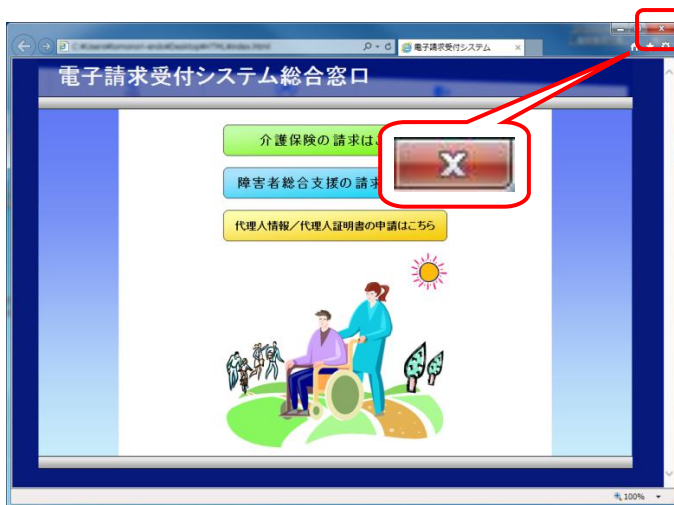 電子請求受付システム
電子請求受付システム総合窓口
介護保険の請求は
障害者総合支援の請求
代理人情報/代理人証明書の申請はこちら
100%